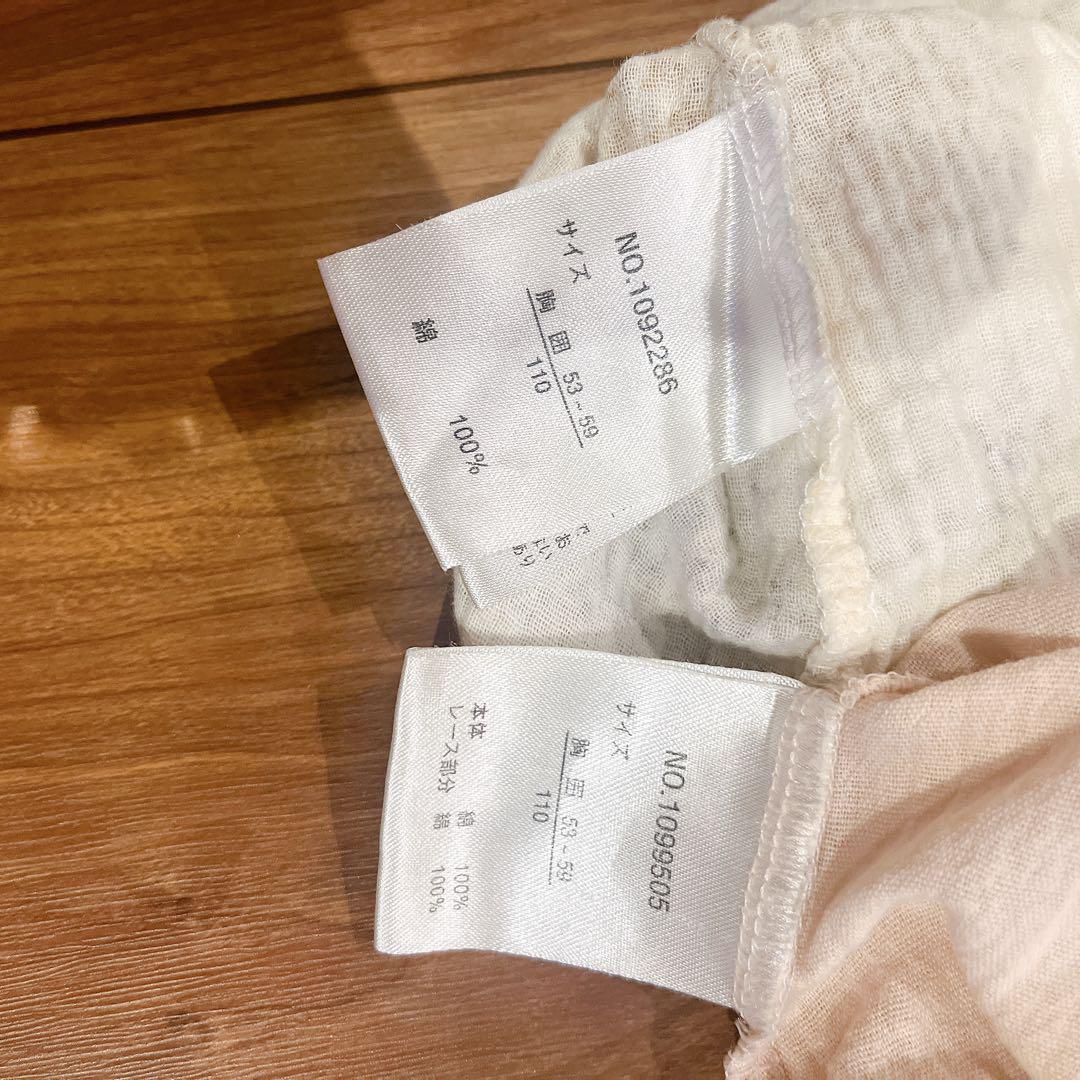 NO.1092286
サイズ
胸 囲 53~59
110
綿 100%
NO.1099505
サイズ
胸 囲 53~59
110
本体 綿 100%
レース部分 綿 100%